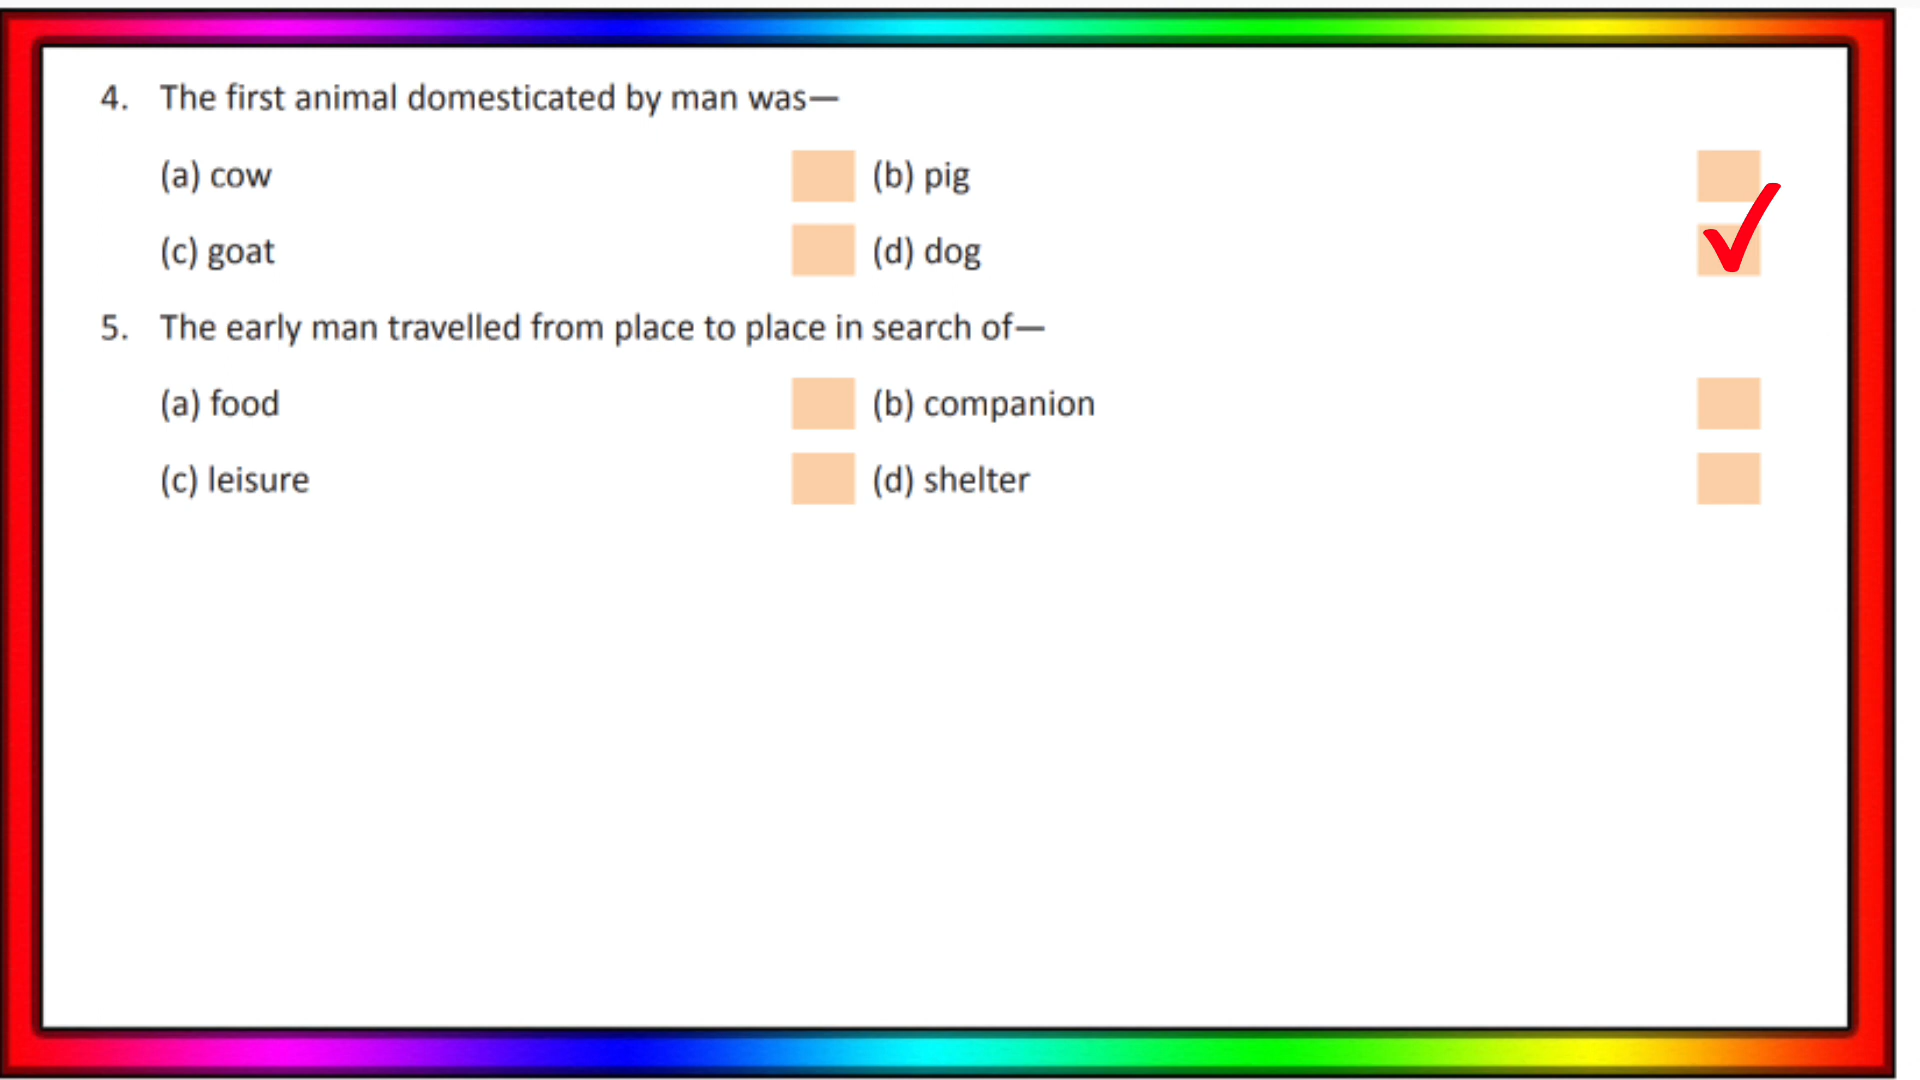 4. The first animal domesticated by man was—
(a) cow (b) pig
(c) goat (d) dog
5. The early man travelled from place to place in search of—
(a) food (b) companion
(c) leisure (d) shelter